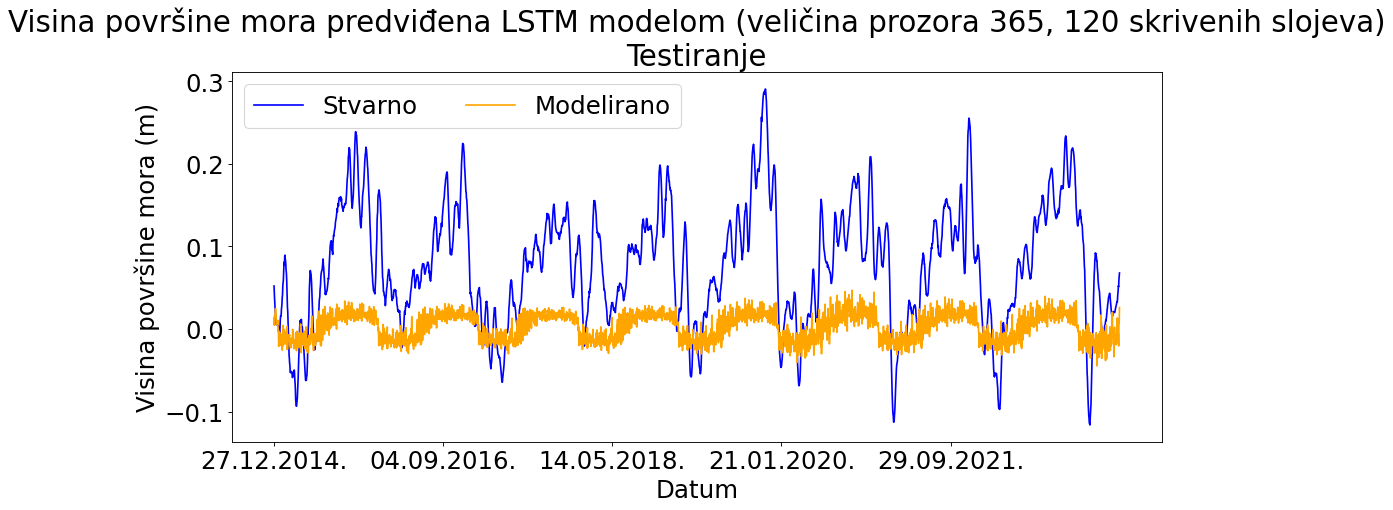 Visina površine mora predviđena LSTM modelom (veličina prozora 365, 120 skrivenih slojeva)
Testiranje
Stvarno Modelirano
Visina površine mora (m)
0.3
0.2
0.1
0.0
−0.1
27.12.2014. 04.09.2016. 14.05.2018. 21.01.2020. 29.09.2021.
Datum